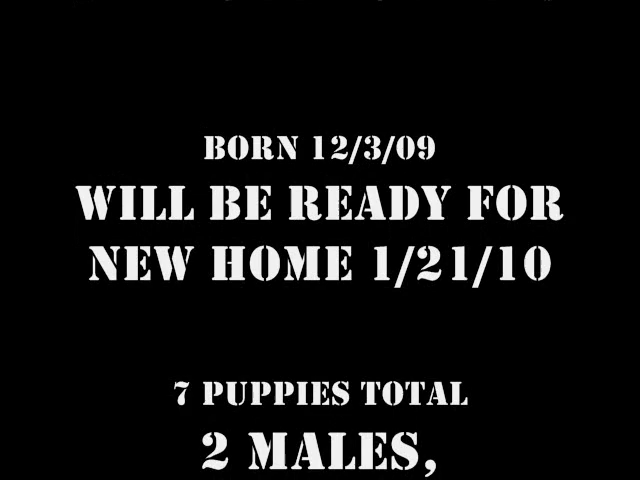 BORN 12/3/09
WILL BE READY FOR
NEW HOME 1/21/10
7 PUPPIES TOTAL
2 MALES,